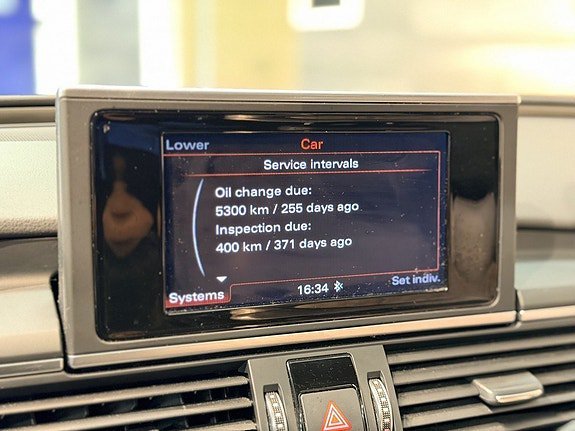 Lower
Car
Service intervals
Oil change due:
5300 km / 255 days ago
Inspection due:
400 km / 371 days ago
Set indiv.
Systems
16:34